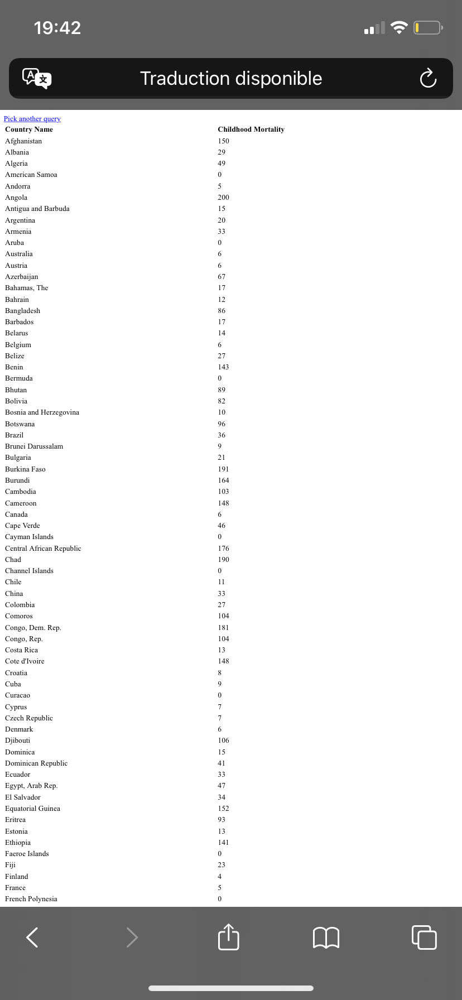 19:42
Traduction disponible
Pick another query
Country Name Childhood Mortality
Afghanistan 150
Albania 29
Algeria 49
American Samoa 0
Andorra 5
Angola 200
Antigua and Barbuda 15
Argentina 20
Armenia 33
Aruba 0
Australia 6
Austria 6
Azerbaijan 67
Bahamas, The 17
Bahrain 12
Bangladesh 86
Barbados 17
Belarus 14
Belgium 6
Belize 27
Benin 143
Bermuda 0
Bhutan 89
Bolivia 82
Bosnia and Herzegovina 10
Botswana 96
Brazil 36
Brunei Darussalam 9
Bulgaria 21
Burkina Faso 191
Burundi 164
Cambodia 103
Cameroon 148
Canada 6
Cape Verde 46
Cayman Islands 0
Central African Republic 176
Chad 190
Channel Islands 0
Chile 11
China 33
Colombia 27
Comoros 104
Congo, Dem. Rep. 181
Congo, Rep. 104
Costa Rica 13
Cote d'Ivoire 148
Croatia 8
Cuba 9
Curacao 0
Cyprus 7
Czech Republic 7
Denmark 6
Djibouti 106
Dominica 15
Dominican Republic 41
Ecuador 33
Egypt, Arab Rep. 47
El Salvador 34
Equatorial Guinea 152
Eritrea 93
Estonia 13
Ethiopia 141
Faeroe Islands 0
Fiji 23
Finland 4
France 5
French Polynesia 0